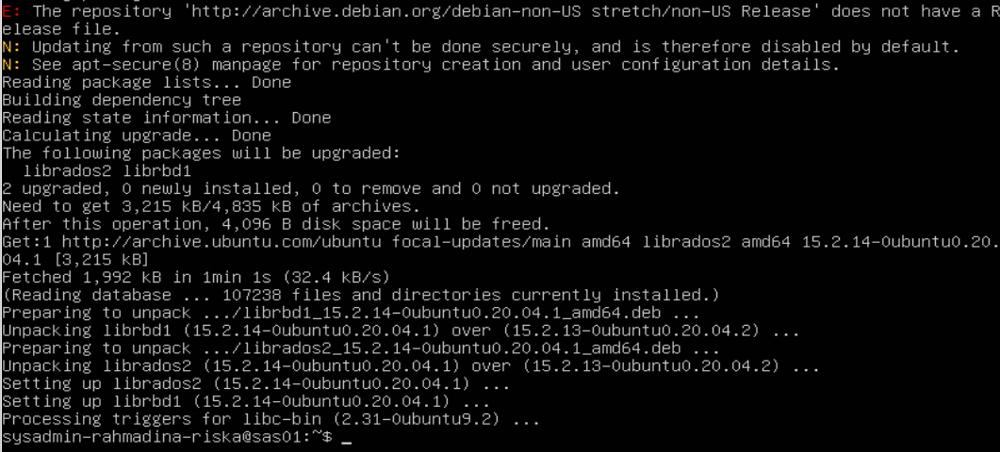 E: The repository 'http://archive.debian.org/debian-non-US stretch/non-US Release' does not have a R
elease file.
N: Updating from such a repository can't be done securely, and is therefore disabled by default.
N: See apt-secure(8) manpage for repository creation and user configuration details.
Reading package lists... Done
Building dependency tree
Reading state information... Done
Calculating upgrade... Done
The following packages will be upgraded:
  librados2 librbd1
2 upgraded, 0 newly installed, 0 to remove and 0 not upgraded.
Need to get 3,215 kB/4,835 kB of archives.
After this operation, 4,096 B disk space will be freed.
Get:1 http://archive.ubuntu.com/ubuntu focal-updates/main amd64 librados2 amd64 15.2.14-0ubuntu0.20.
04.1 [3,215 kB]
Fetched 1,992 kB in 1min 1s (32.4 kB/s)
(Reading database ... 107238 files and directories currently installed.)
Preparing to unpack .../librbd1_15.2.14-0ubuntu0.20.04.1_amd64.deb ...
Unpacking librbd1 (15.2.14-0ubuntu0.20.04.1) over (15.2.13-0ubuntu0.20.04.2) ...
Preparing to unpack .../librados2_15.2.14-0ubuntu0.20.04.1_amd64.deb ...
Unpacking librados2 (15.2.14-0ubuntu0.20.04.1) over (15.2.13-0ubuntu0.20.04.2) ...
Setting up librados2 (15.2.14-0ubuntu0.20.04.1) ...
Setting up librbd1 (15.2.14-0ubuntu0.20.04.1) ...
Processing triggers for libc-bin (2.31-0ubuntu9.2) ...
sysadmin-rahmadina-riska@sas01:~$ _